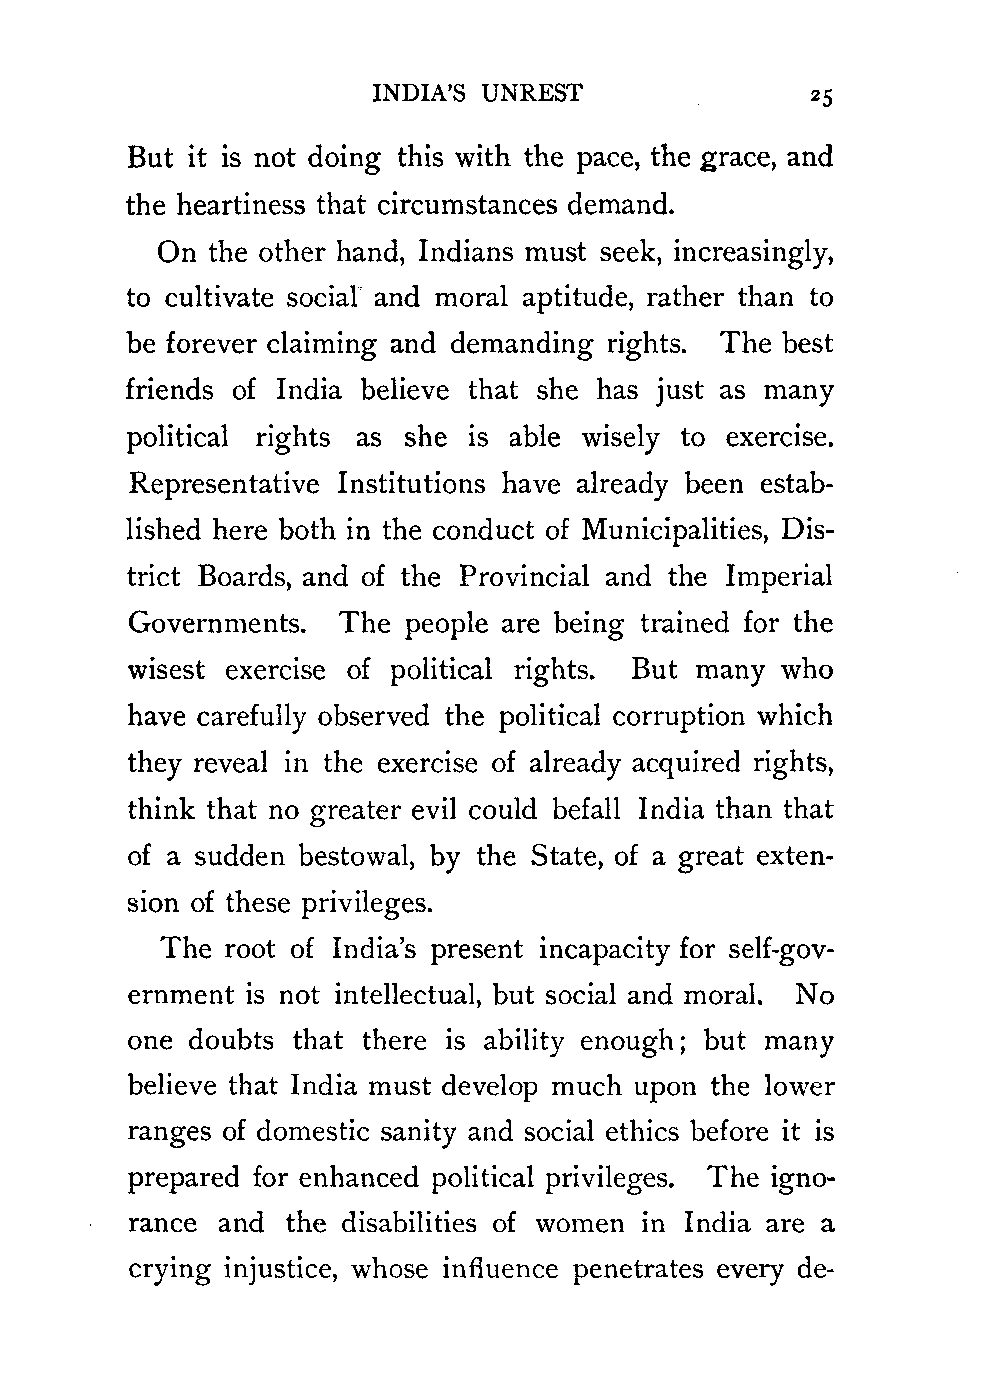 INDIA'S UNREST 25
But it is not doing this with the pace, the grace, and
the heartiness that circumstances demand.
On the other hand, Indians must seek, increasingly,
to cultivate social and moral aptitude, rather than to
be forever claiming and demanding rights. The best
friends of India believe that she has just as many
political rights as she is able wisely to exercise.
Representative Institutions have already been estab-
lished here both in the conduct of Municipalities, Dis-
trict Boards, and of the Provincial and the Imperial
Governments. The people are being trained for the
wisest exercise of political rights. But many who
have carefully observed the political corruption which
they reveal in the exercise of already acquired rights,
think that no greater evil could befall India than that
of a sudden bestowal, by the State, of a great exten-
sion of these privileges.
The root of India's present incapacity for self-gov-
ernment is not intellectual, but social and moral. No
one doubts that there is ability enough; but many
believe that India must develop much upon the lower
ranges of domestic sanity and social ethics before it is
prepared for enhanced political privileges. The igno-
rance and the disabilities of women in India are a
crying injustice, whose influence penetrates every de-